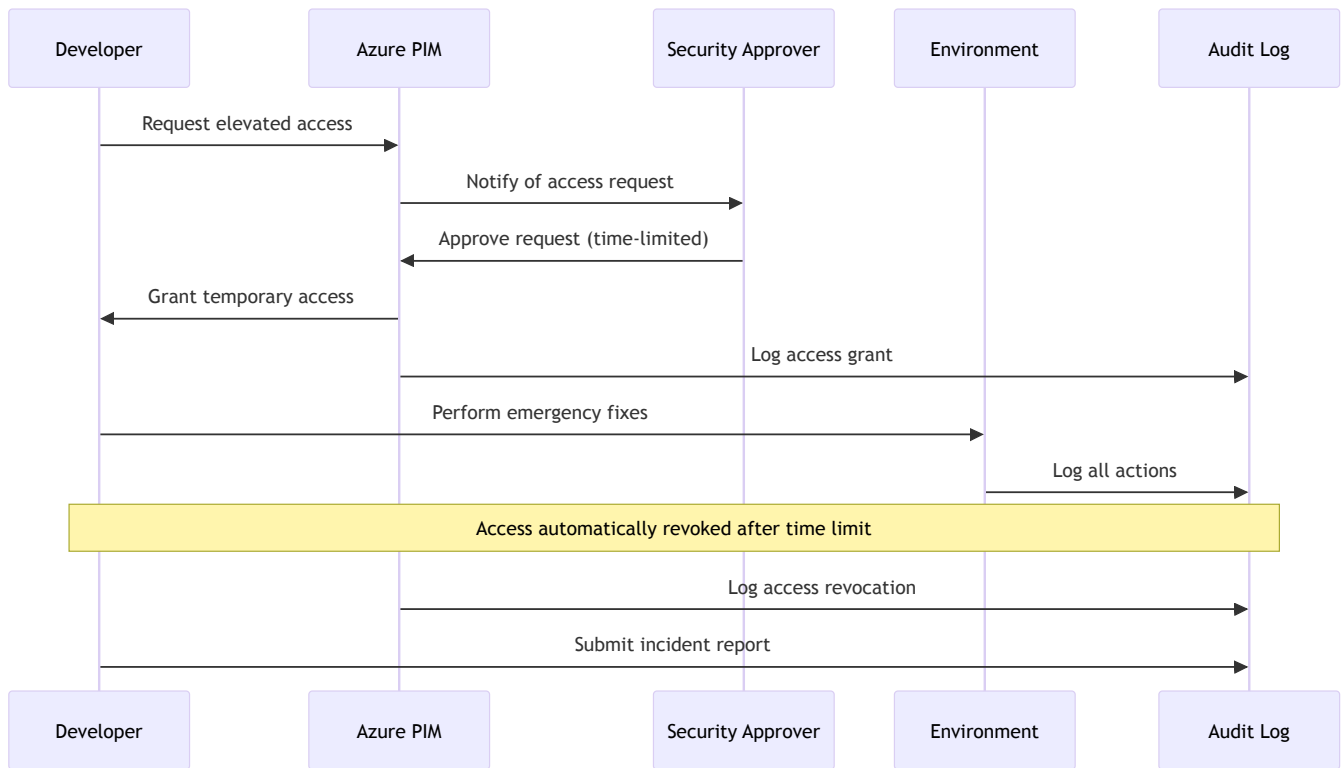 Developer
Azure PIM
Security Approver
Environment
Audit Log
Request elevated access
Notify of access request
Approve request (time-limited)
Grant temporary access
Log access grant
Perform emergency fixes
Log all actions
Access automatically revoked after time limit
Log access revocation
Submit incident report
Developer
Azure PIM
Security Approver
Environment
Audit Log